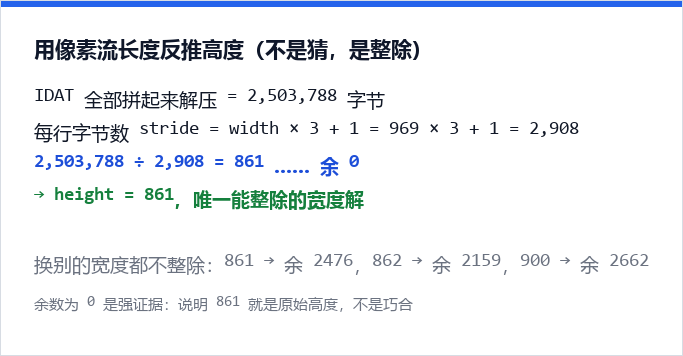 用像素流长度反推高度（不是猜，是整除）
IDAT 全部拼起来解压 = 2,503,788 字节
每行字节数 stride = width × 3 + 1 = 969 × 3 + 1 = 2,908
2,503,788 ÷ 2,908 = 861 …… 余 0
→ height = 861，唯一能整除的宽度解
换别的宽度都不整除：861 → 余 2476，862 → 余 2159，900 → 余 2662
余数为 0 是强证据：说明 861 就是原始高度，不是巧合